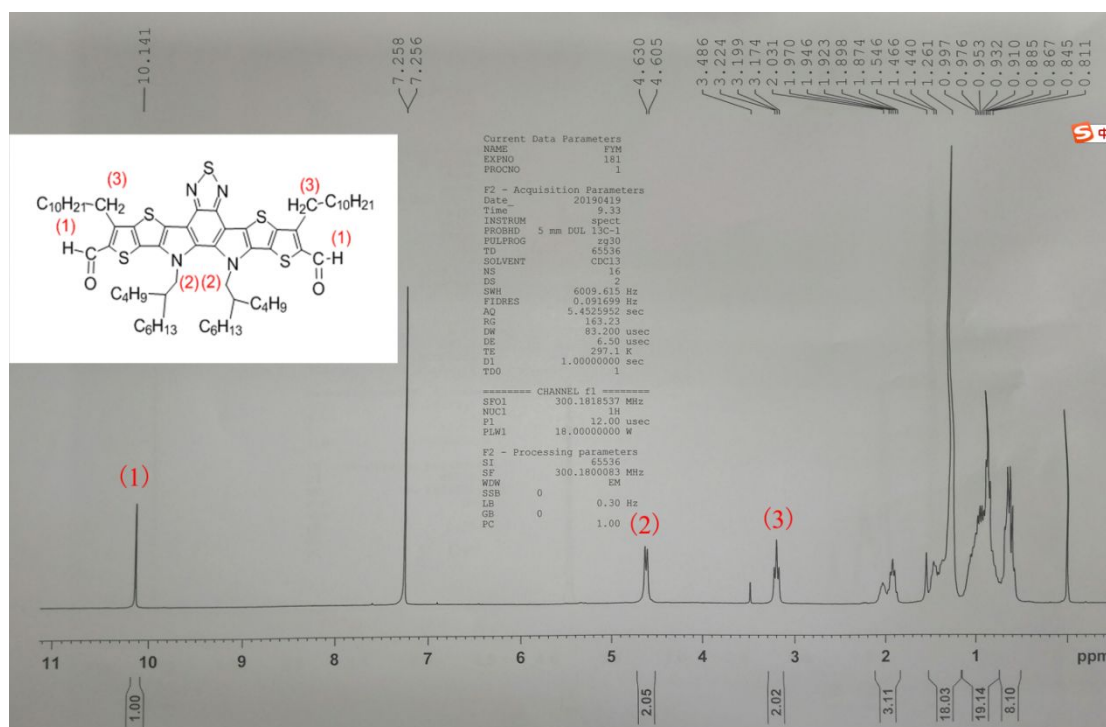 10.141
7.258
7.256
4.630
4.605
3.486
3.224
3.199
3.174
2.031
1.970
1.946
1.923
1.898
1.874
1.546
1.466
1.440
1.261
0.997
0.976
0.953
0.932
0.910
0.885
0.867
0.845
0.811
S 中
Current Data Parameters
NAME FYM
EXPNO 181
PROCNO 1
F2 - Acquisition Parameters
Date_ 20190419
Time 9.33
INSTRUM spect
PROBHD 5 mm DUL 13C-1
PULPROG zg30
TD 65536
SOLVENT CDCl3
NS 16
DS 2
SWH 6009.615 Hz
FIDRES 0.091699 Hz
AQ 5.4525952 sec
RG 163.23
DW 83.200 usec
DE 6.50 usec
TE 297.1 K
D1 1.00000000 sec
TD0 1
======== CHANNEL f1 ========
SFO1 300.1818537 MHz
NUC1 1H
P1 12.00 usec
PLW1 18.00000000 W
F2 - Processing parameters
SI 65536
SF 300.1800083 MHz
WDW EM
SSB 0
LB 0.30 Hz
GB 0
PC 1.00
S
N N
(3) (3)
C10H21-CH2 S S H2C-C10H21
(1) (1)
H S N N S H
O (2) (2) O
C4H9 C4H9
C6H13 C6H13
(1) (2) (3)
11 10 9 8 7 6 5 4 3 2 1 ppm
1.00
2.05
2.02
3.11
18.03
19.14
8.10